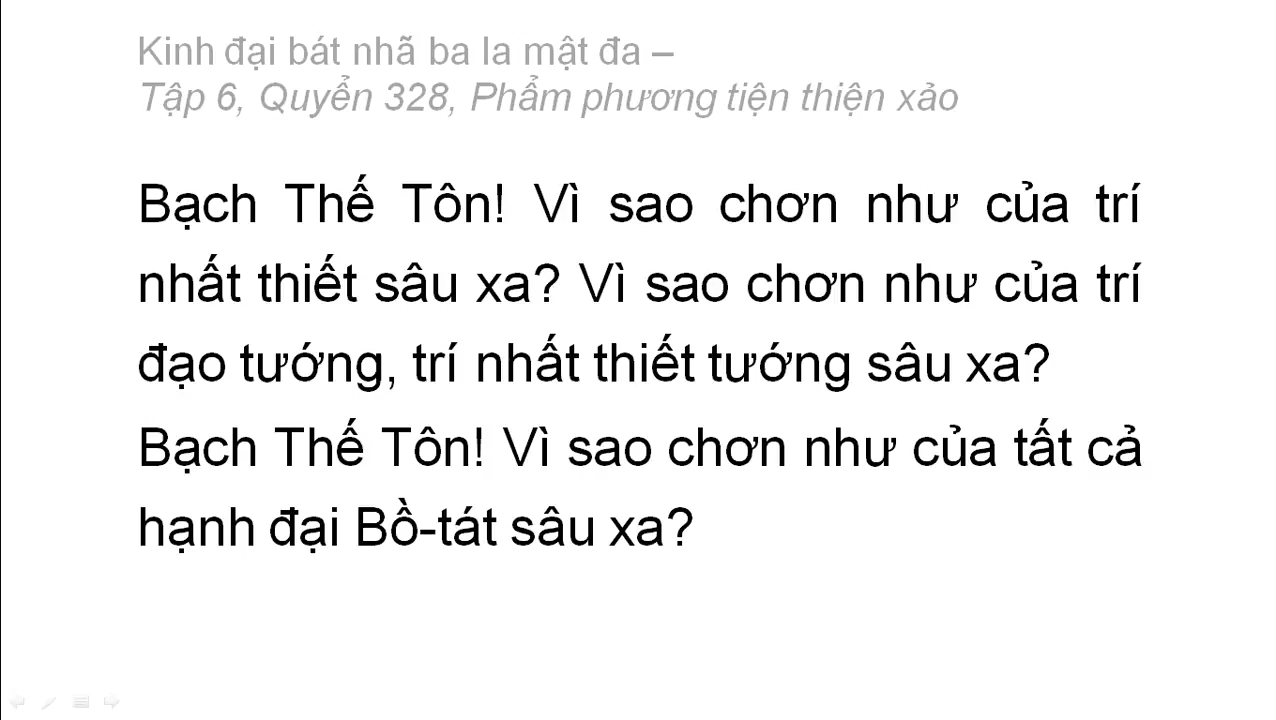 Kinh đại bát nhã ba la mật đa –
Tập 6, Quyển 328, Phẩm phương tiện thiện xảo
Bạch Thế Tôn! Vì sao chơn như của trí
nhất thiết sâu xa? Vì sao chơn như của trí
đạo tướng, trí nhất thiết tướng sâu xa?
Bạch Thế Tôn! Vì sao chơn như của tất cả
hạnh đại Bồ-tát sâu xa?